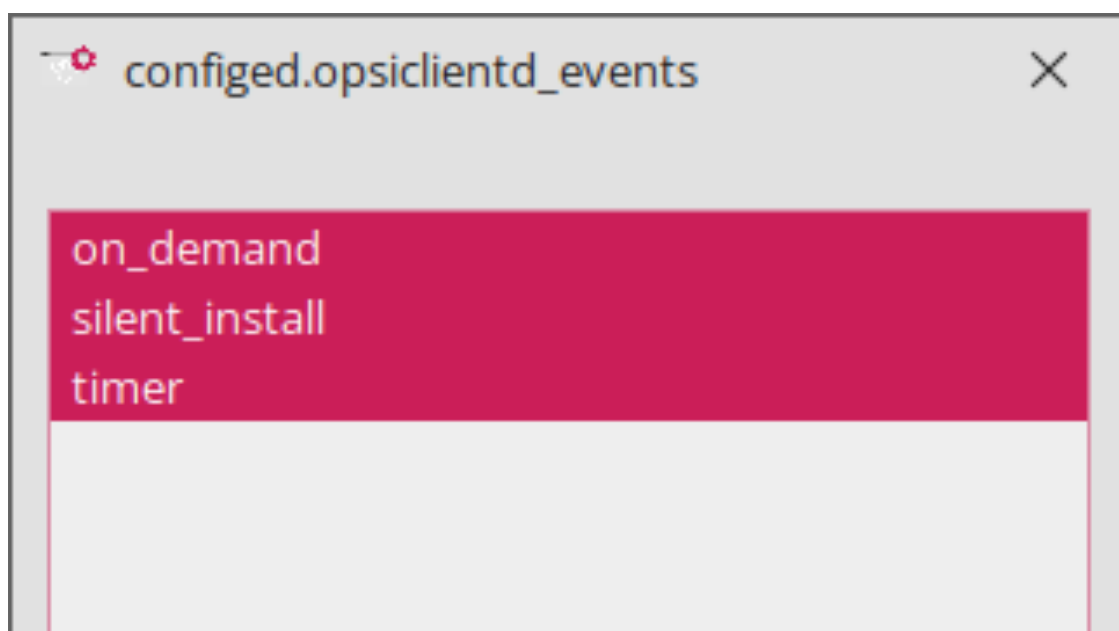 configed.opsiclientd_events
on_demand
silent_install
timer